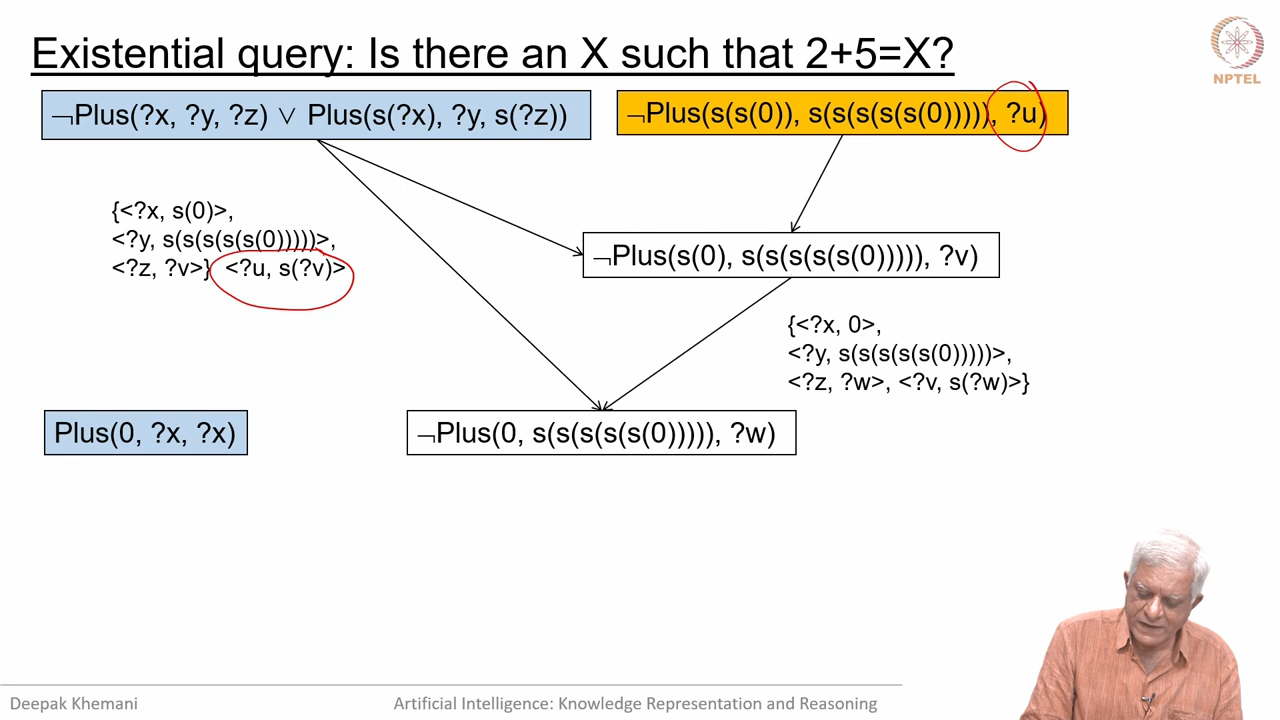 Existential query: Is there an X such that 2+5=X?
NPTEL
¬Plus(?x, ?y, ?z) ∨ Plus(s(?x), ?y, s(?z))
¬Plus(s(s(0)), s(s(s(s(s(0))))), ?u)
{<?x, s(0)>,
<?y, s(s(s(s(s(0)))))>,
<?z, ?v>} <?u, s(?v)>
¬Plus(s(0), s(s(s(s(s(0))))), ?v)
{<?x, 0>,
<?y, s(s(s(s(s(0)))))>,
<?z, ?w>, <?v, s(?w)>}
Plus(0, ?x, ?x)
¬Plus(0, s(s(s(s(s(0))))), ?w)
Deepak Khemani
Artificial Intelligence: Knowledge Representation and Reasoning